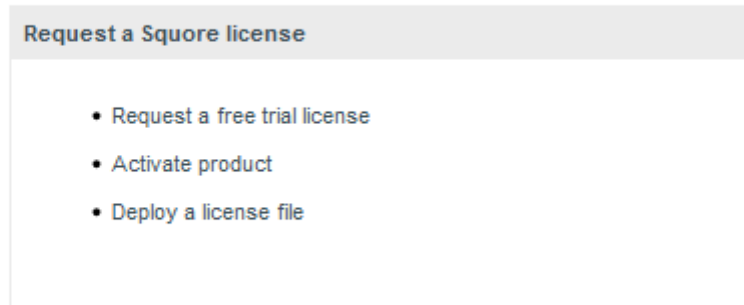 Request a Squore license
• Request a free trial license
• Activate product
• Deploy a license file